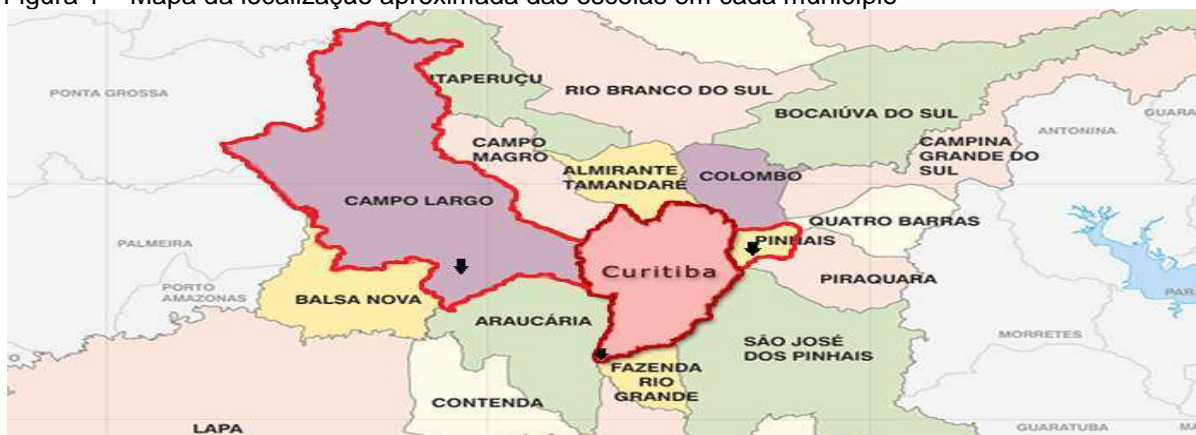 Figura 1 – Mapa da localização aproximada das escolas em cada município
ITAPERUÇU
PONTA GROSSA
RIO BRANCO DO SUL
BOCAIÚVA DO SUL
ANTONINA
CAMPO
MAGRO
CAMPINA
GRANDE DO
SUL
ALMIRANTE
TAMANDARÉ
COLOMBO
CAMPO LARGO
QUATRO BARRAS
PALMEIRA
PINHAIS
Curitiba
PIRAQUARA
PORTO
AMAZONAS
BALSA NOVA
ARAUCÁRIA
MORRETES
SÃO JOSÉ
DOS PINHAIS
FAZENDA
RIO
GRANDE
CONTENDA
LAPA
GUARATUBA